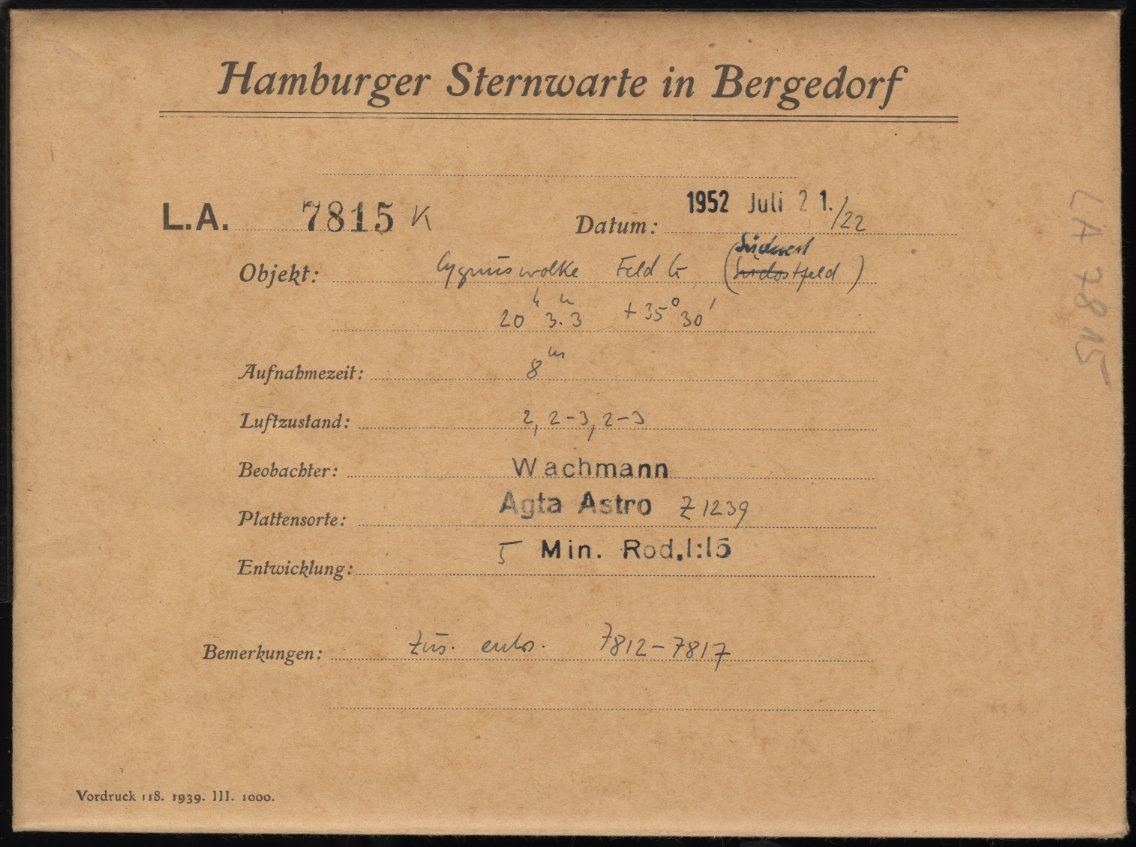 Hamburger Sternwarte in Bergedorf
L.A. 7815 K
Datum: 1952 Juli 21./22
Objekt: Cygnuswolke Feld G (Südostfeld)
Südwest
20h 3m.3 +35° 30'
Aufnahmezeit: 8m
Luftzustand: 2, 2-3, 2-3
Beobachter: Wachmann
Plattensorte: Agfa Astro Z 1239
Entwicklung: 5 Min. Rod.1:15
Bemerkungen: zus. entw. 7812-7817
Vordruck 118. 1939. III. 1000.
LA 7815